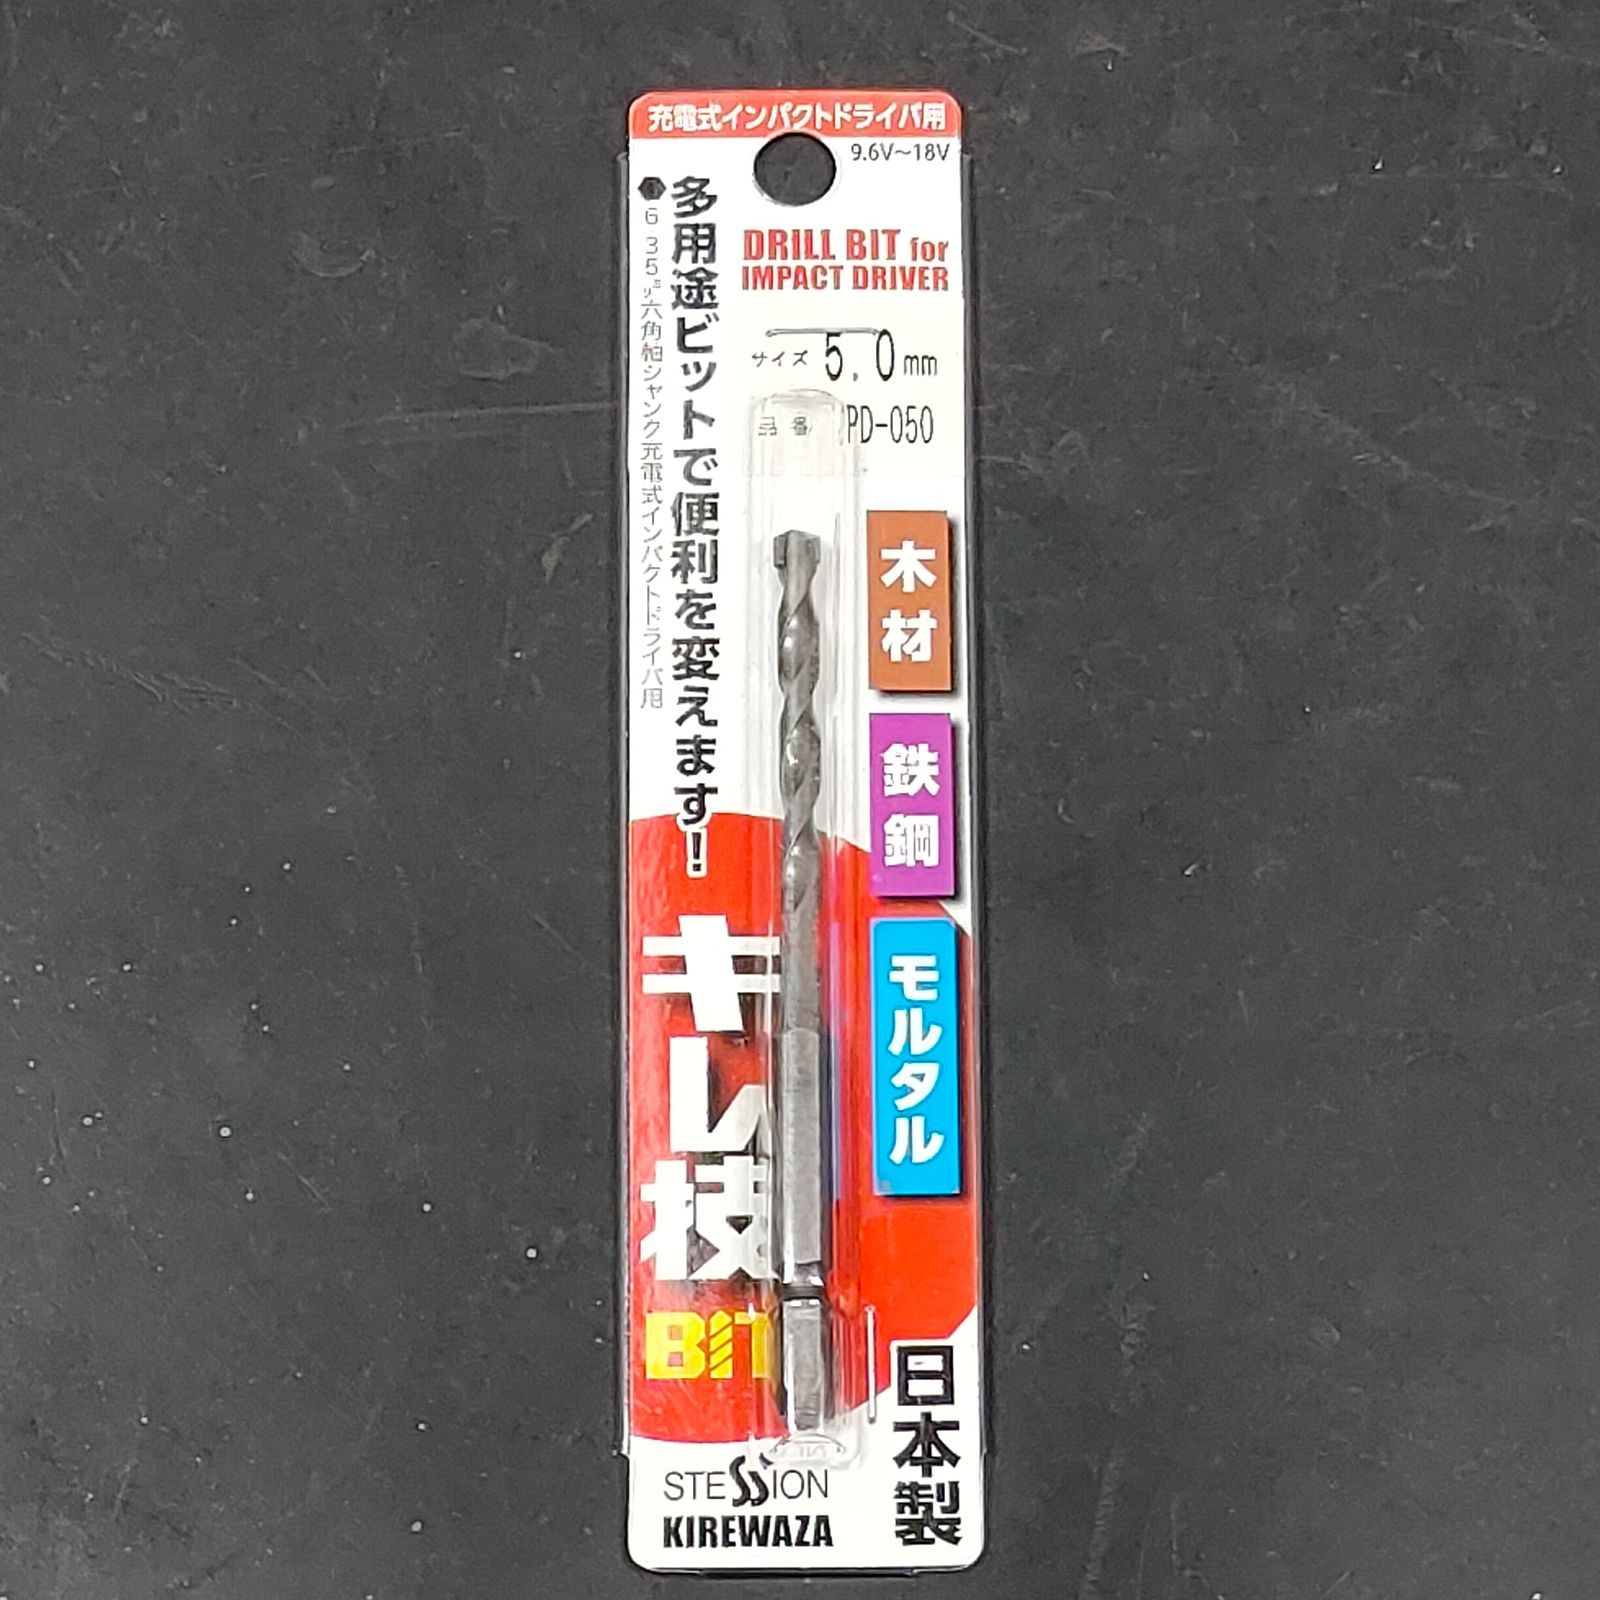 充電式インパクトドライバ用
9.6V～18V
多用途ビットで便利を変えます！
6.35㍉六角軸シャンク充電式インパクトドライバ用
DRILL BIT for
IMPACT DRIVER
サイズ 5.0mm
品番 PD-050
木材
鉄鋼
モルタル
キレ技
BIT
日本製
STESSION
KIREWAZA